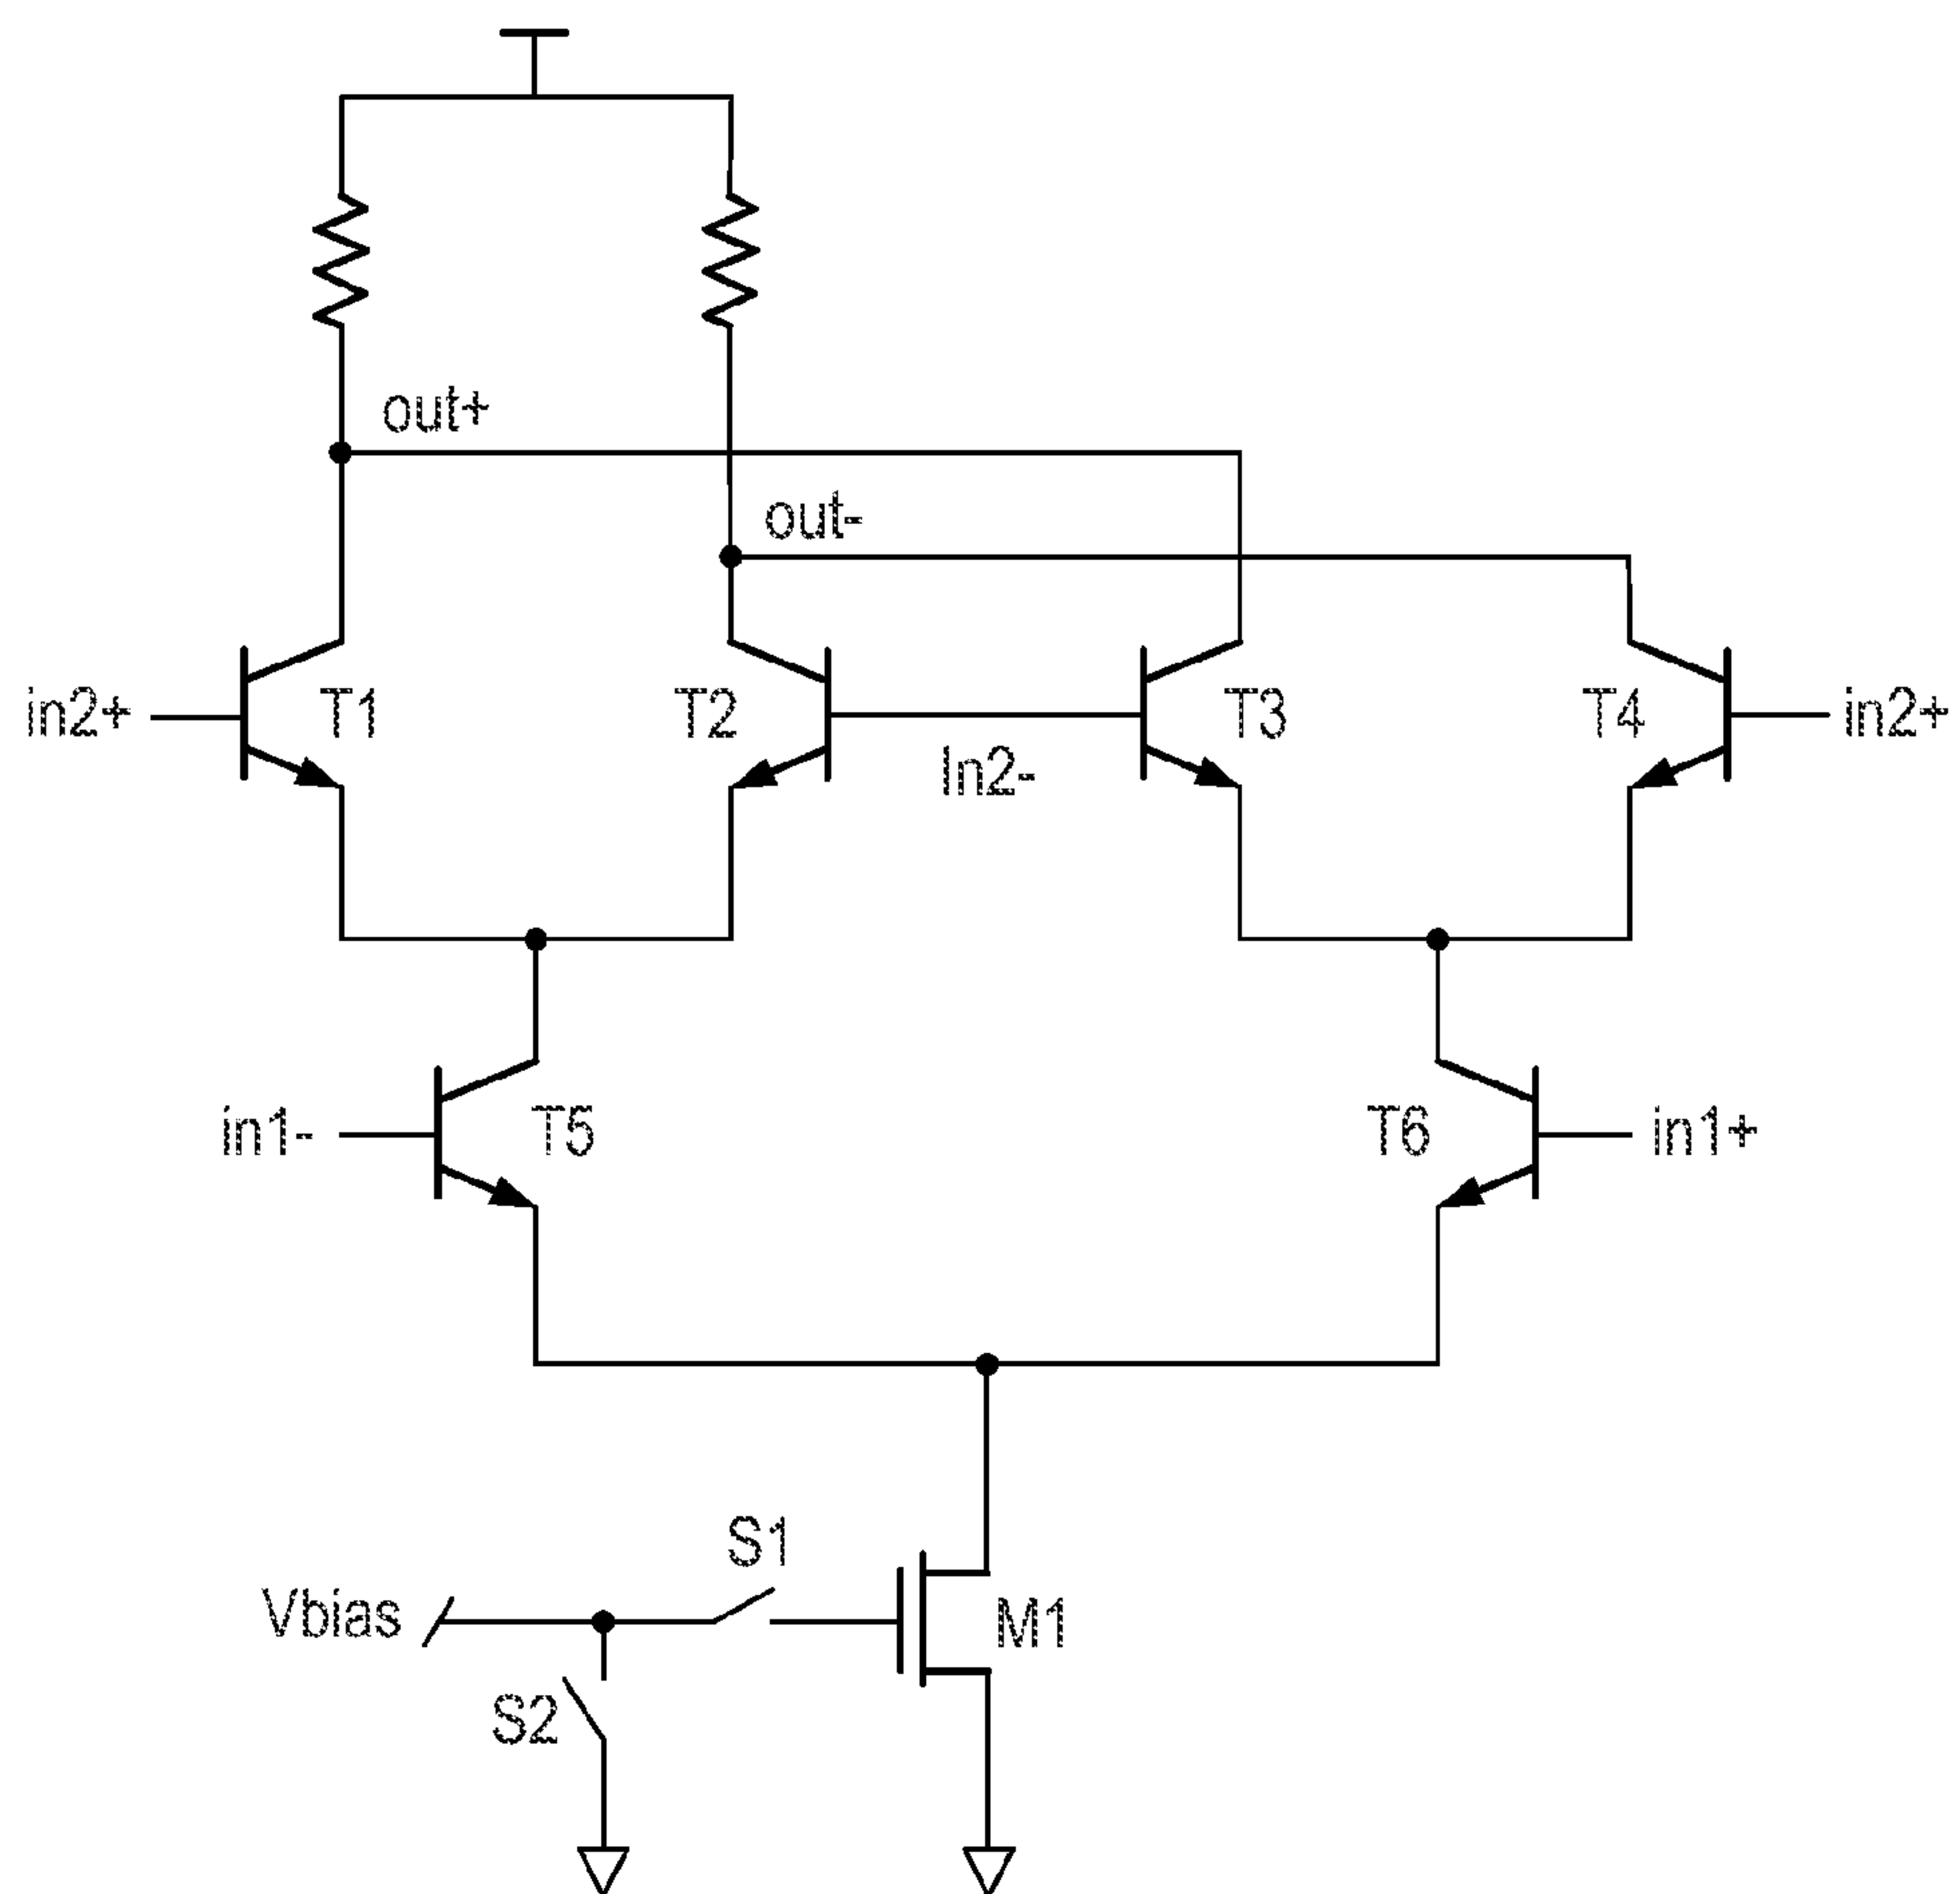 out+
out-
in2+
T1
T2
In2-
T3
T4
in2+
in1-
T5
T6
in1+
S1
Vbias
M1
S2